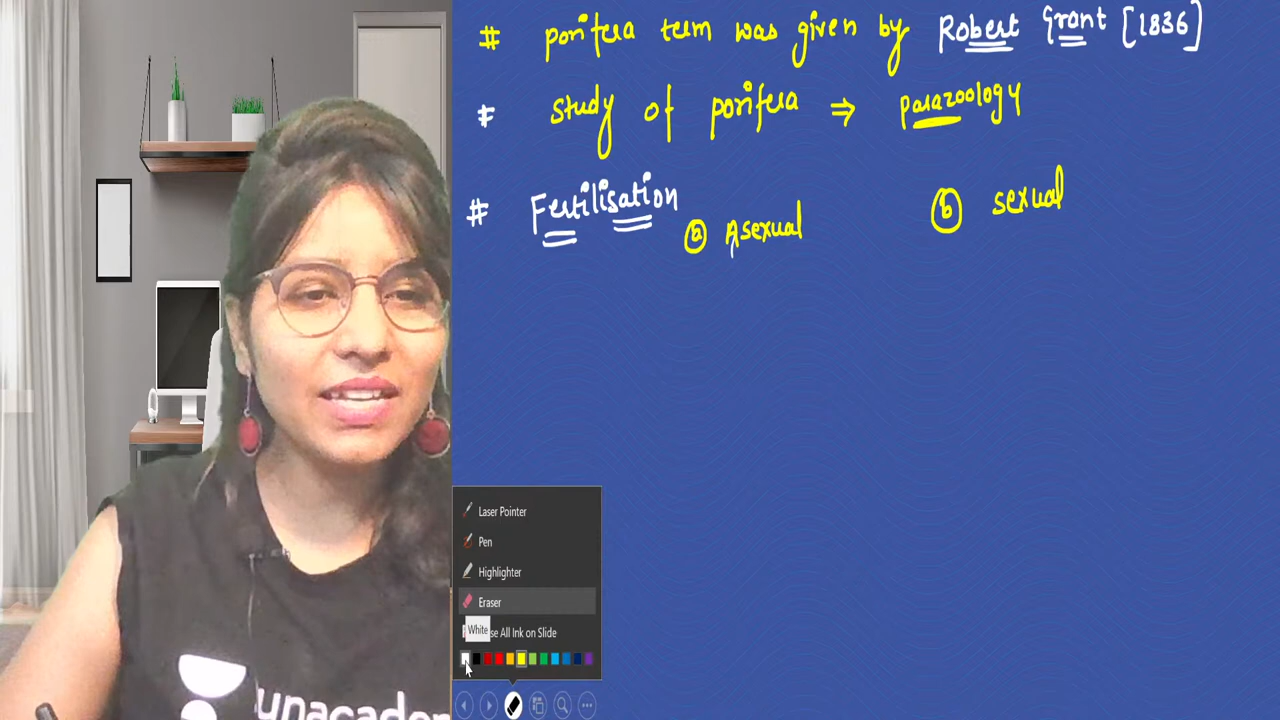 # porifera term was given by Robert Grant [1836]
# study of porifera ⇒ parazoology
# Fertilisation
ⓐ Asexual
ⓑ sexual
Laser Pointer
Pen
Highlighter
Eraser
White
se All Ink on Slide
unacadem